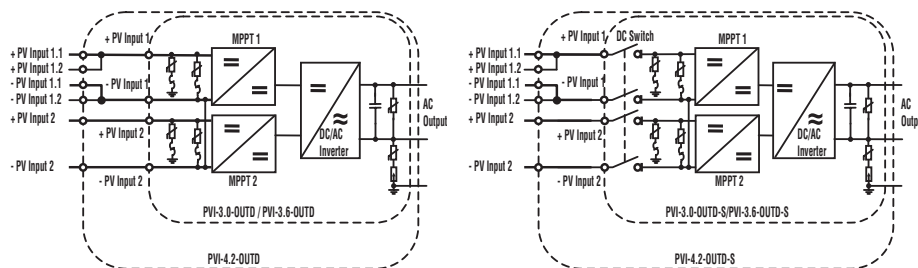 + PV Input 1
MPPT 1
+ PV Input 1.1
+ PV Input 1.2
- PV Input 1.1
- PV Input 1
- PV Input 1.2
+ PV Input 2
+ PV Input 2
DC/AC
Inverter
AC
Output
- PV Input 2
- PV Input 2
MPPT 2
PVI-3.0-OUTD / PVI-3.6-OUTD
PVI-4.2-OUTD
+ PV Input 1
DC Switch
MPPT 1
+ PV Input 1.1
+ PV Input 1.2
- PV Input 1.1
- PV Input 1
- PV Input 1.2
+ PV Input 2
+ PV Input 2
DC/AC
Inverter
AC
Output
- PV Input 2
- PV Input 2
MPPT 2
PVI-3.0-OUTD-S/PVI-3.6-OUTD-S
PVI-4.2-OUTD-S